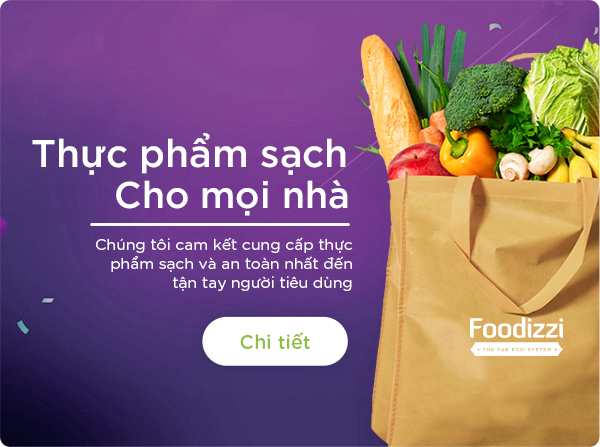 Thực phẩm sạch
Cho mọi nhà
Chúng tôi cam kết cung cấp thực
phẩm sạch và an toàn nhất đến
tận tay người tiêu dùng
Chi tiết
Foodizzi
THE FAB ECO-SYSTEM